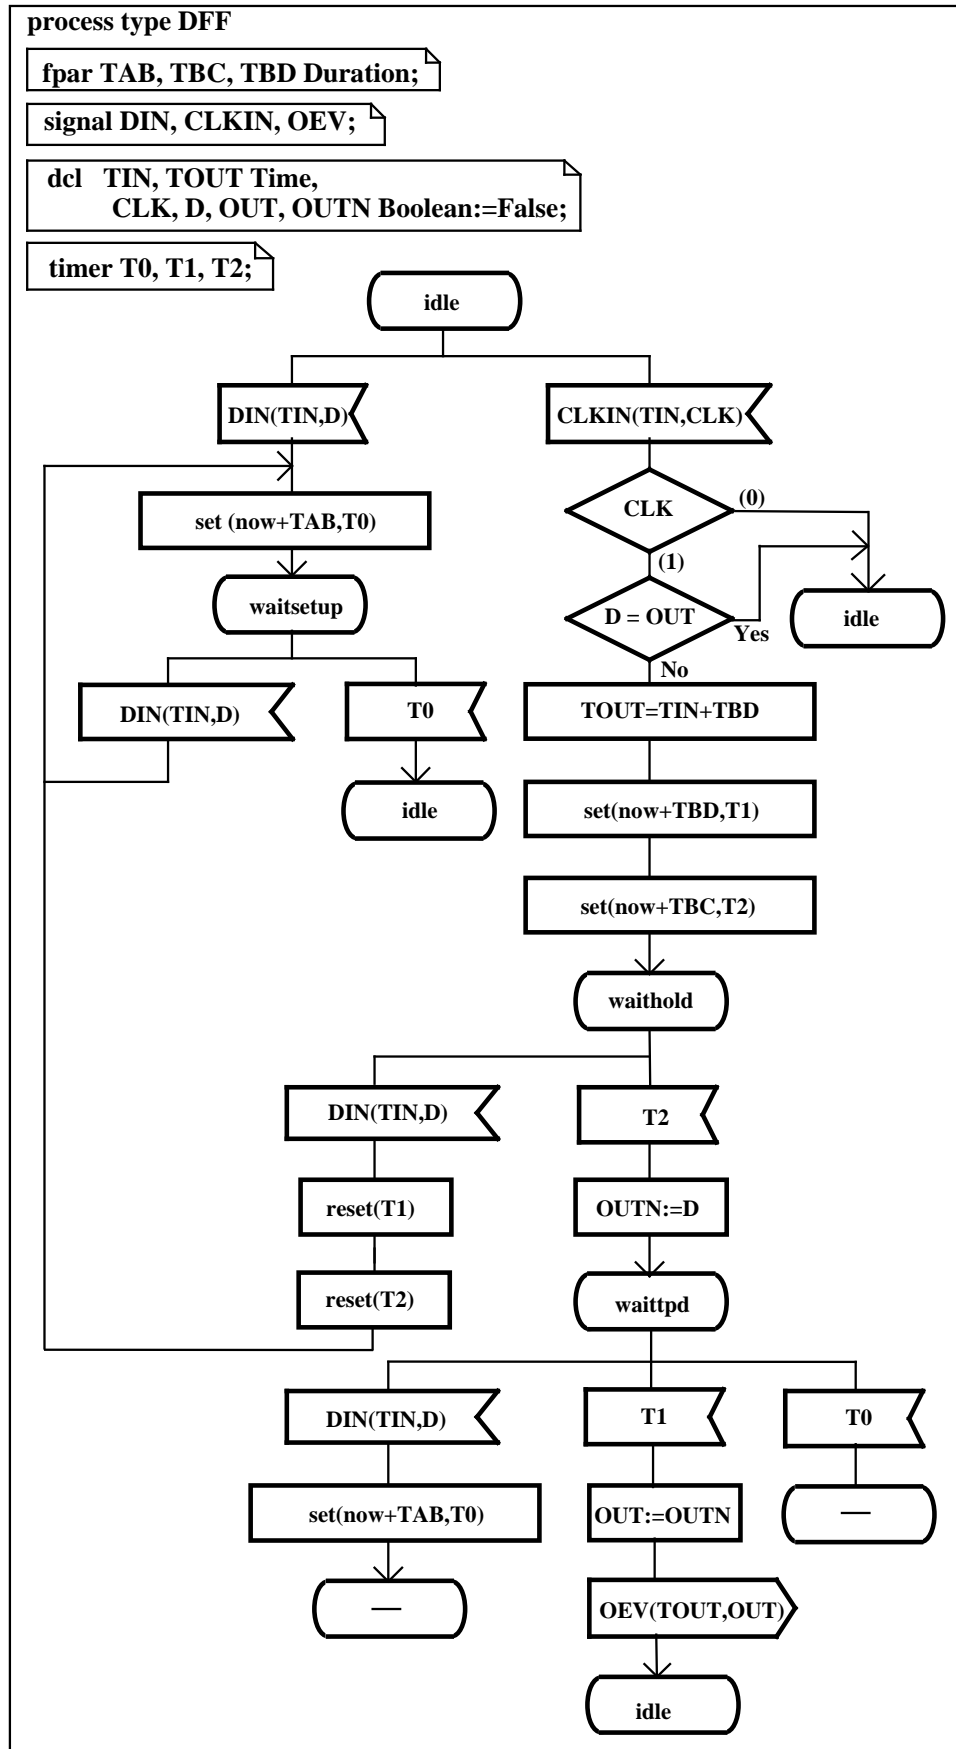 process type DFF
fpar TAB, TBC, TBD Duration;
signal DIN, CLKIN, OEV;
dcl TIN, TOUT Time,
CLK, D, OUT, OUTN Boolean:=False;
timer T0, T1, T2;
idle
DIN(TIN,D)
CLKIN(TIN,CLK)
CLK
(0)
set (now+TAB,T0)
(1)
waitsetup
D = OUT
Yes
idle
No
DIN(TIN,D)
T0
TOUT=TIN+TBD
idle
set(now+TBD,T1)
set(now+TBC,T2)
waithold
DIN(TIN,D)
T2
reset(T1)
OUTN:=D
reset(T2)
waittpd
DIN(TIN,D)
T1
T0
set(now+TAB,T0)
OUT:=OUTN
—
—
OEV(TOUT,OUT)
idle